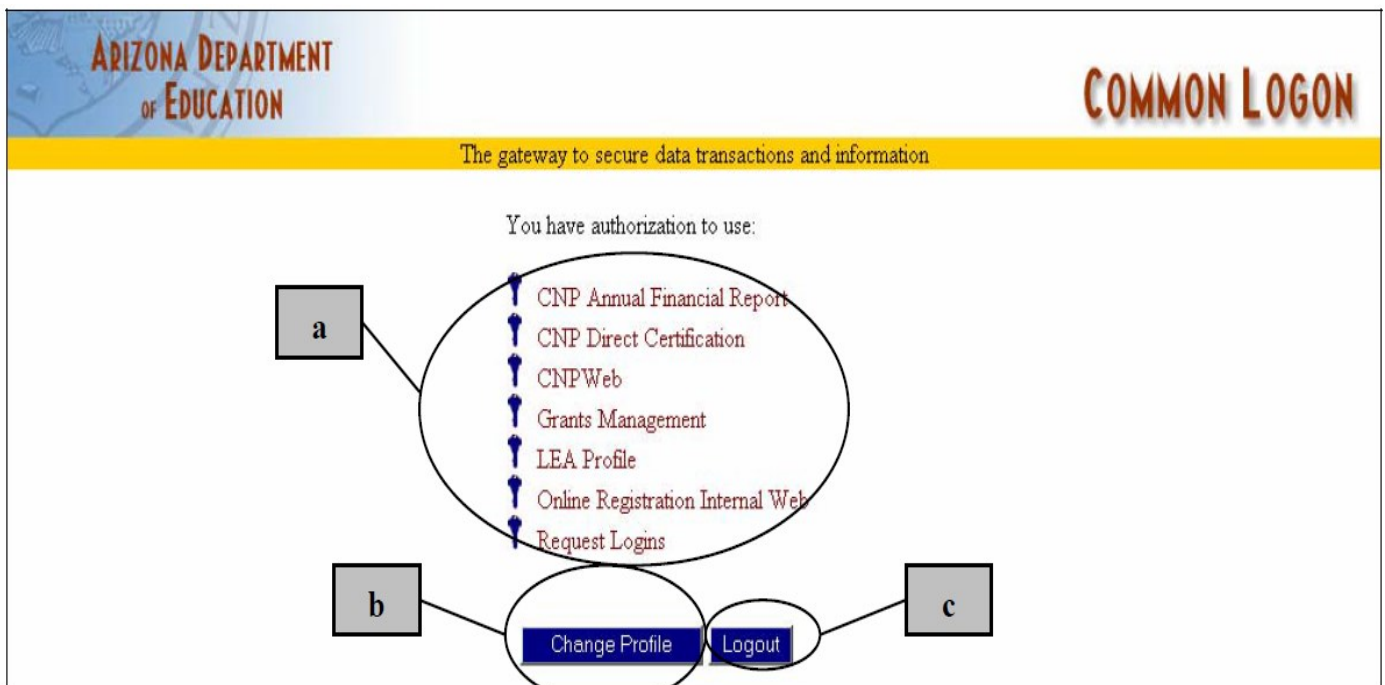 ARIZONA DEPARTMENT
OF EDUCATION
COMMON LOGON
The gateway to secure data transactions and information
You have authorization to use:
CNP Annual Financial Report
a
CNP Direct Certification
CNPWeb
Grants Management
LEA Profile
Online Registration Internal Web
Request Logins
b
c
Change Profile Logout